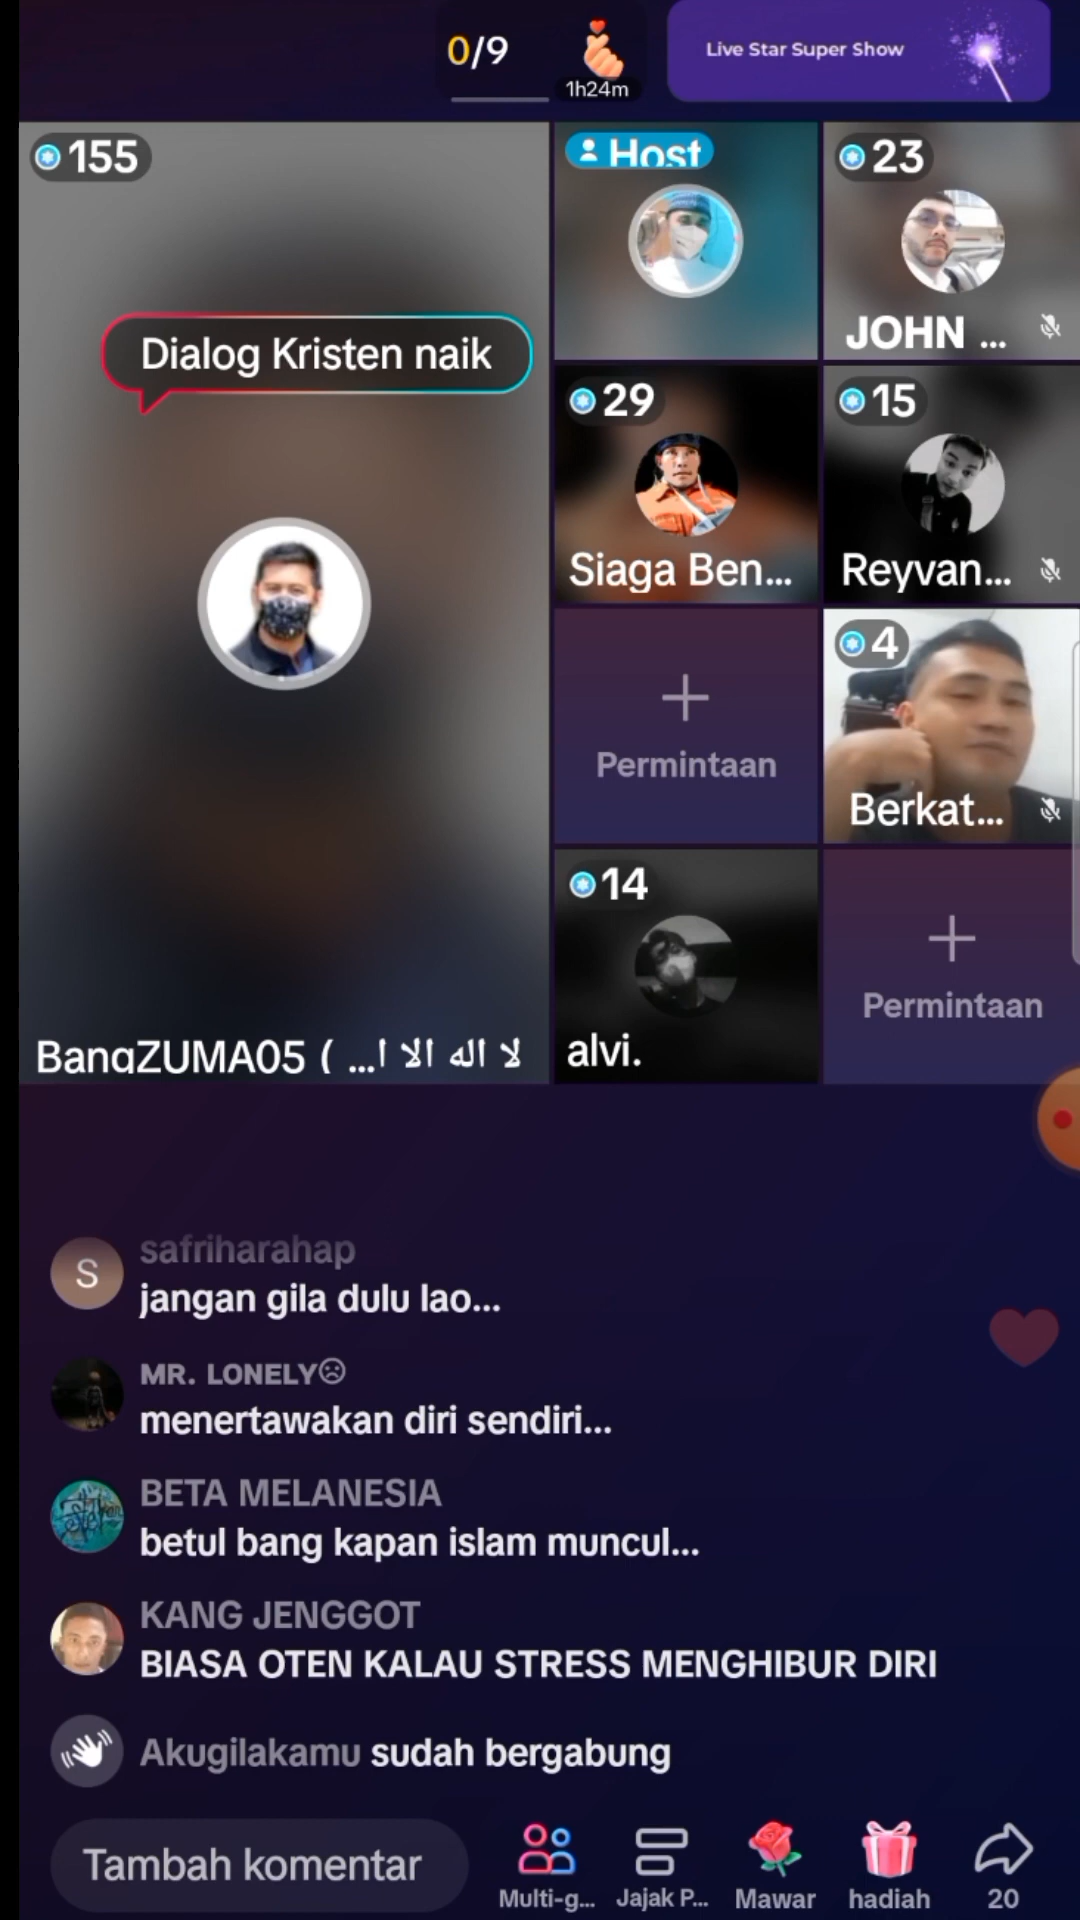 0/9
1h24m
Live Star Super Show
155
Host
23
Dialog Kristen naik
JOHN ...
29
15
Siaga Ben...
Reyvan...
4
Permintaan
Berkat...
14
Permintaan
BangZUMA05 ( ...لا اله الا ا
alvi.
S
safriharahap
jangan gila dulu lao...
MR. LONELY☹
menertawakan diri sendiri...
BETA MELANESIA
betul bang kapan islam muncul...
KANG JENGGOT
BIASA OTEN KALAU STRESS MENGHIBUR DIRI
Akugilakamu sudah bergabung
Tambah komentar
Multi-g...
Jajak P...
Mawar
hadiah
20